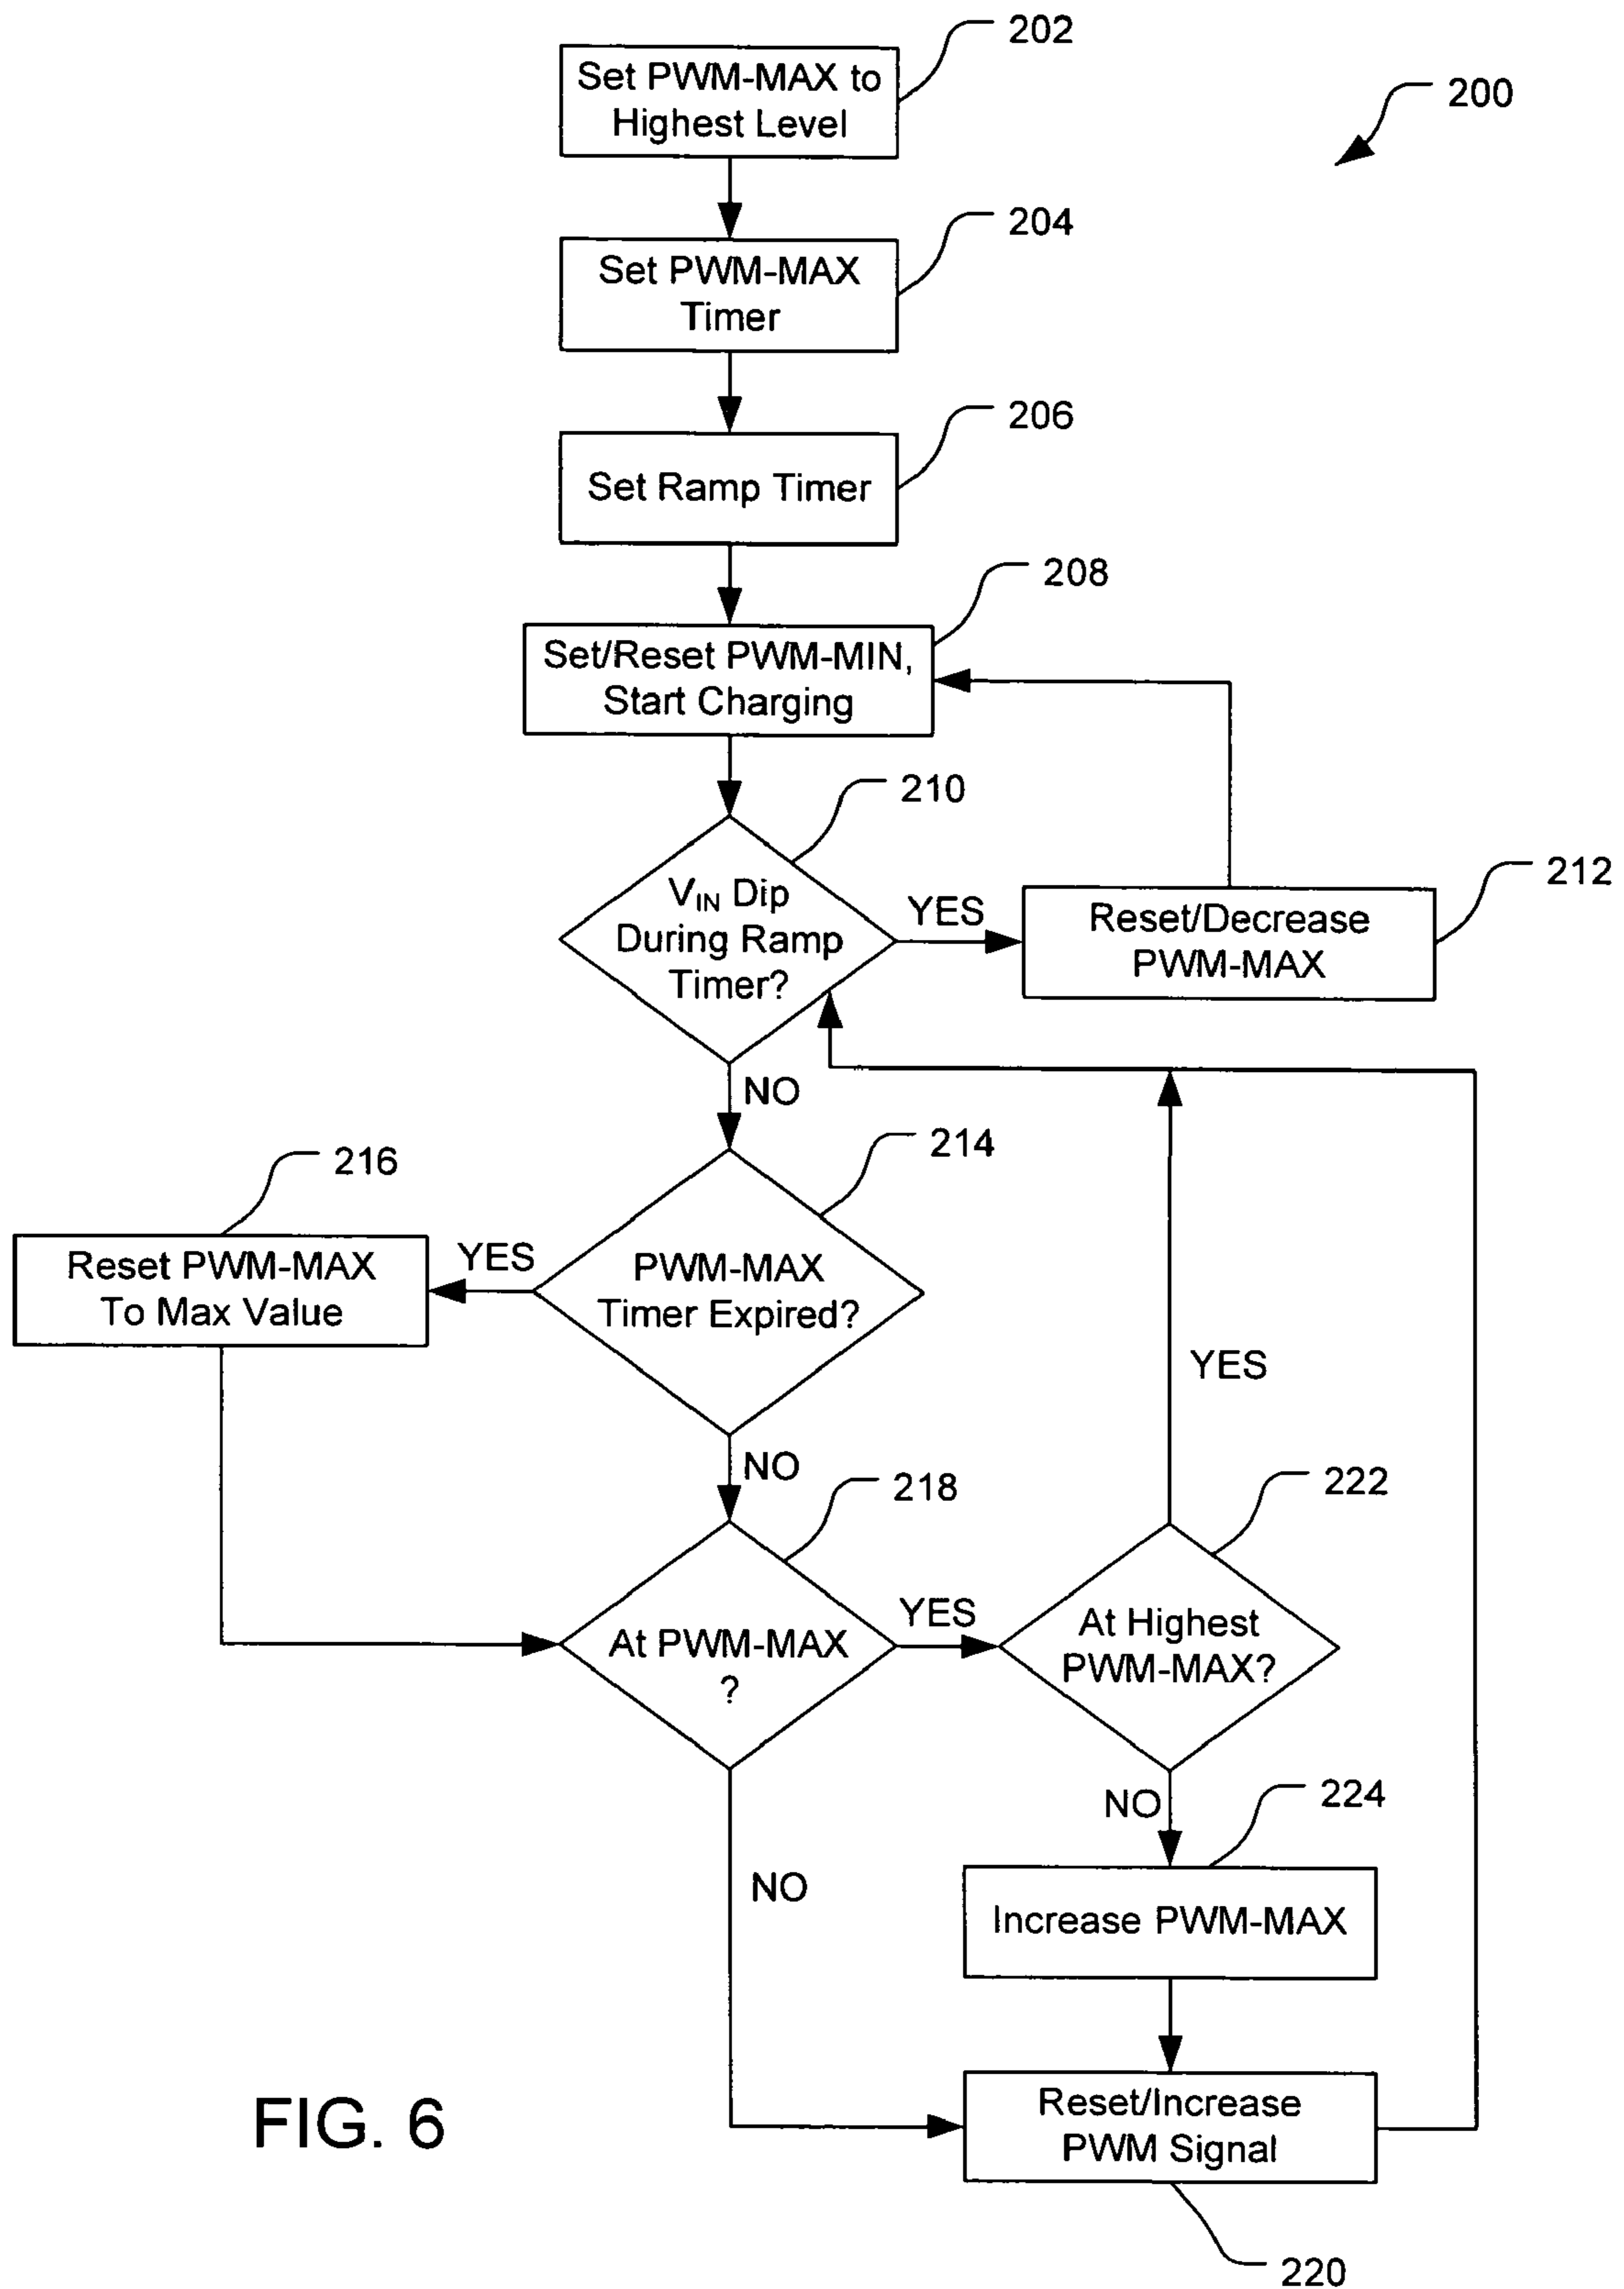 202
Set PWM-MAX to
Highest Level
200
204
Set PWM-MAX
Timer
206
Set Ramp Timer
208
Set/Reset PWM-MIN,
Start Charging
210
VIN Dip
During Ramp
Timer?
YES
212
Reset/Decrease
PWM-MAX
NO
214
216
PWM-MAX
Timer Expired?
YES
Reset PWM-MAX
To Max Value
YES
NO
218
222
At PWM-MAX
?
YES
At Highest
PWM-MAX?
NO
224
NO
Increase PWM-MAX
Reset/Increase
PWM Signal
220
FIG. 6